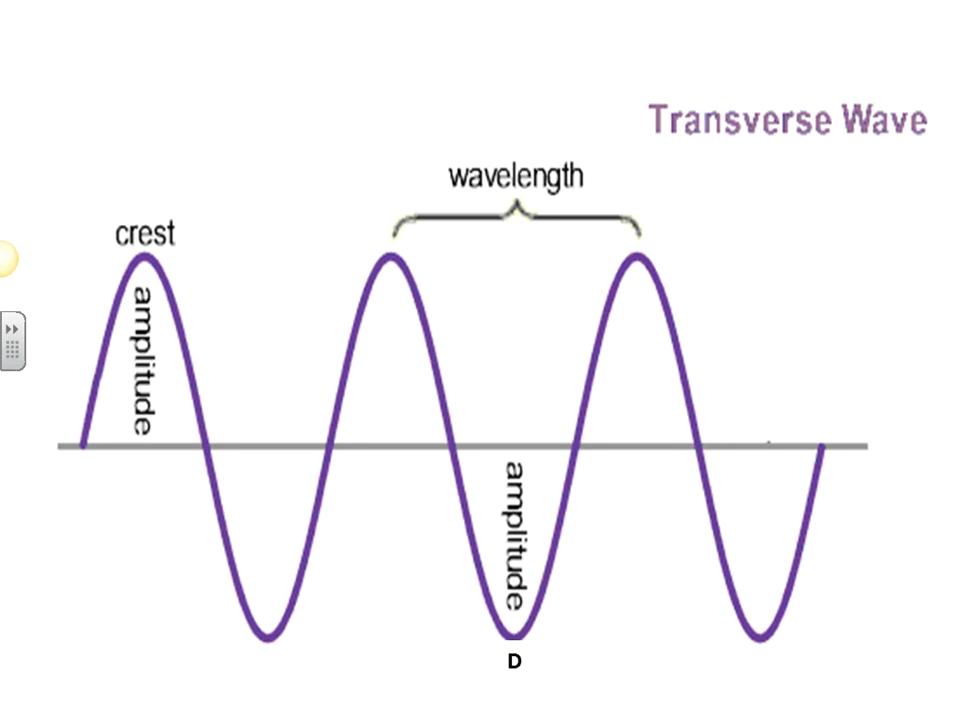 Transverse Wave
wavelength
crest
amplitude
amplitude
D